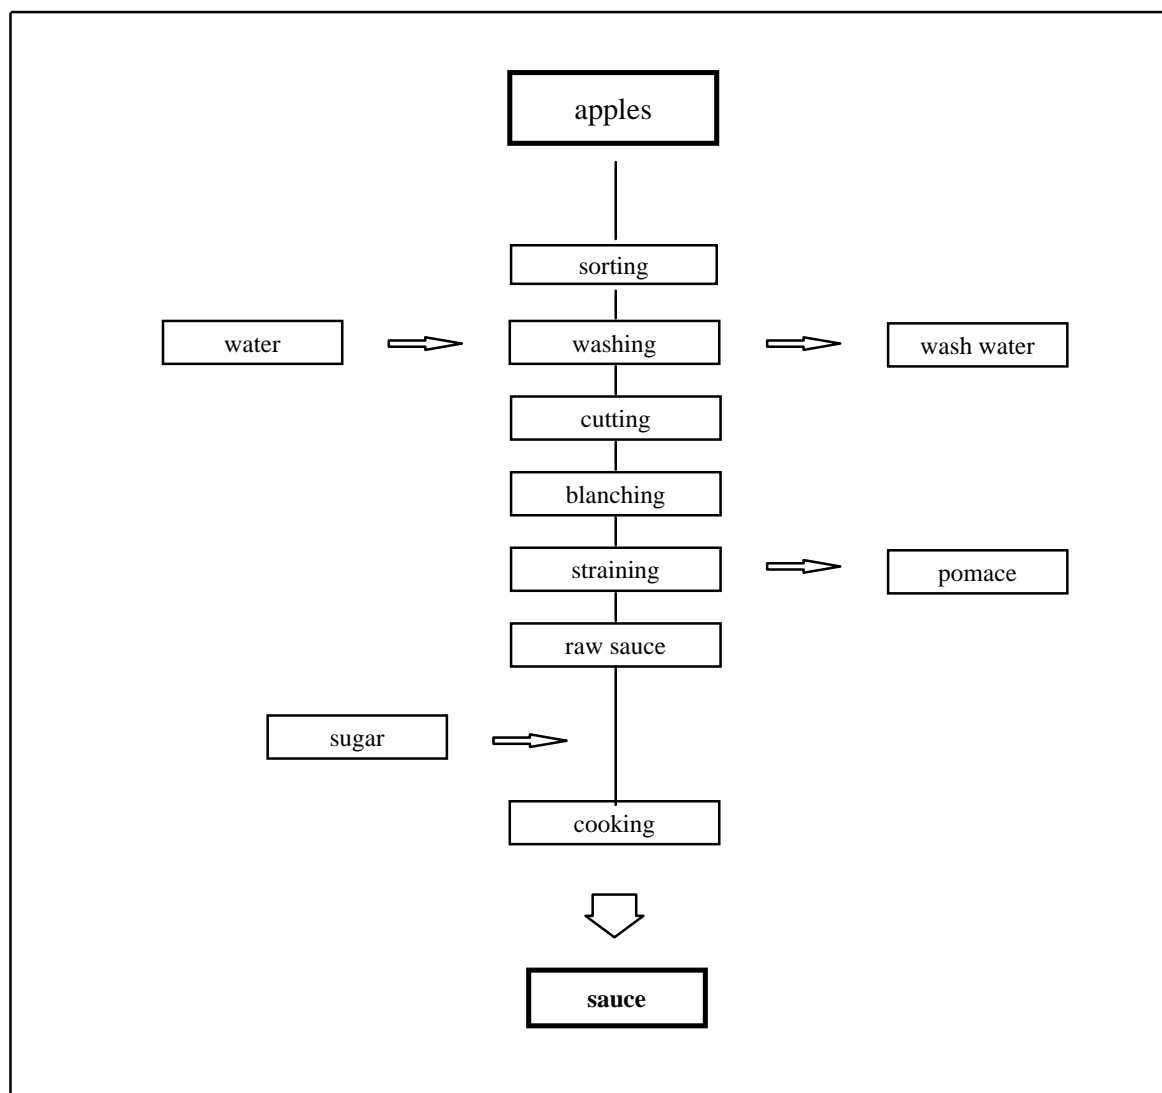 apples
sorting
water
washing
wash water
cutting
blanching
straining
pomace
raw sauce
sugar
cooking
sauce